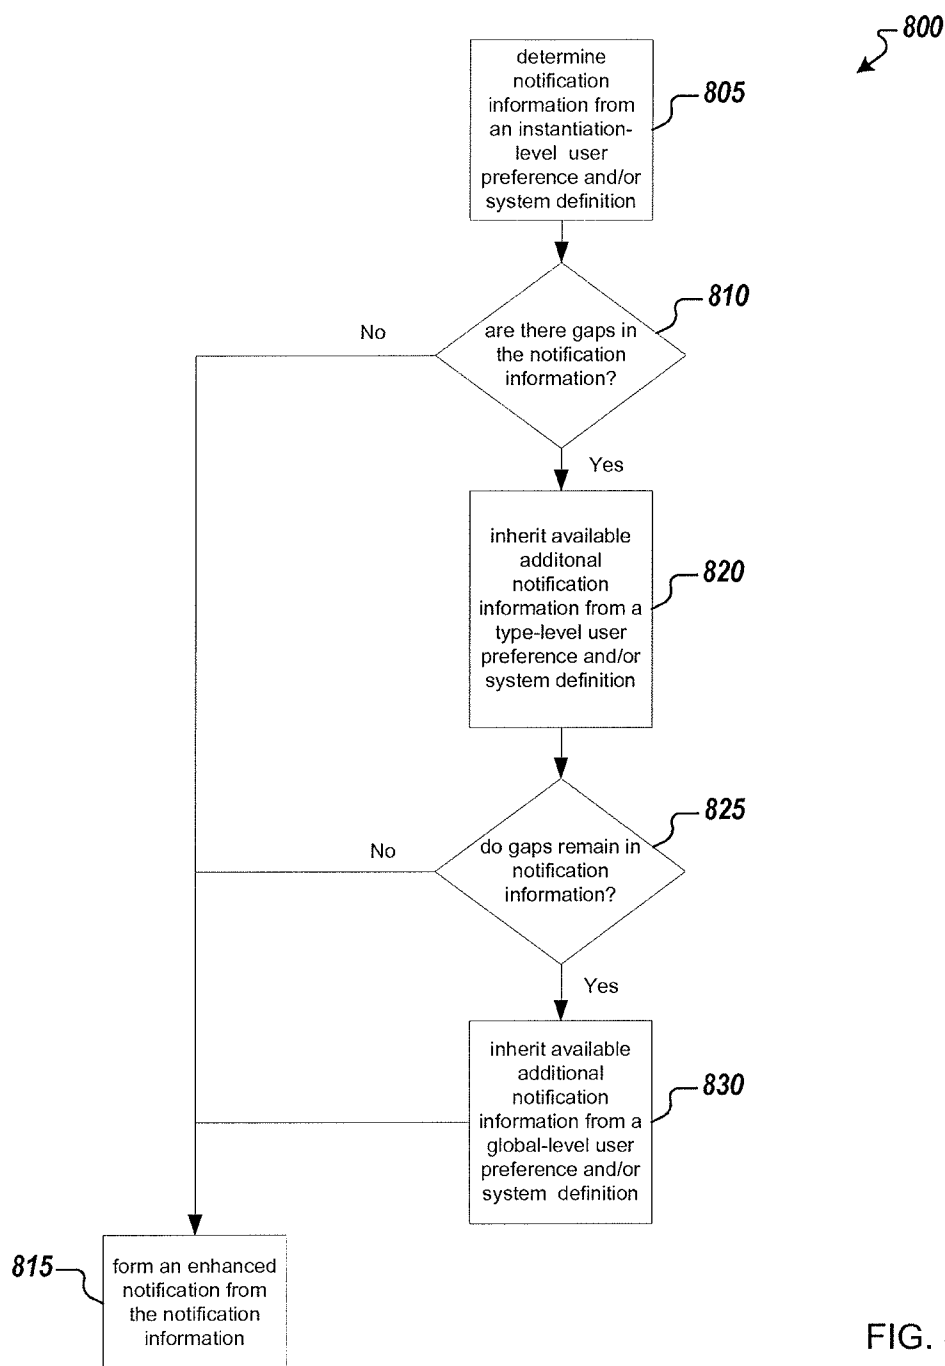 800
determine
notification
information from
an instantiation-
level user
preference and/or
system definition
805
810
are there gaps in
the notification
information?
No
Yes
inherit available
additonal
notification
information from a
type-level user
preference and/or
system definition
820
825
do gaps remain in
notification
information?
No
Yes
inherit available
additional
notification
information from a
global-level user
preference and/or
system definition
830
815
form an enhanced
notification from
the notification
information
FIG.